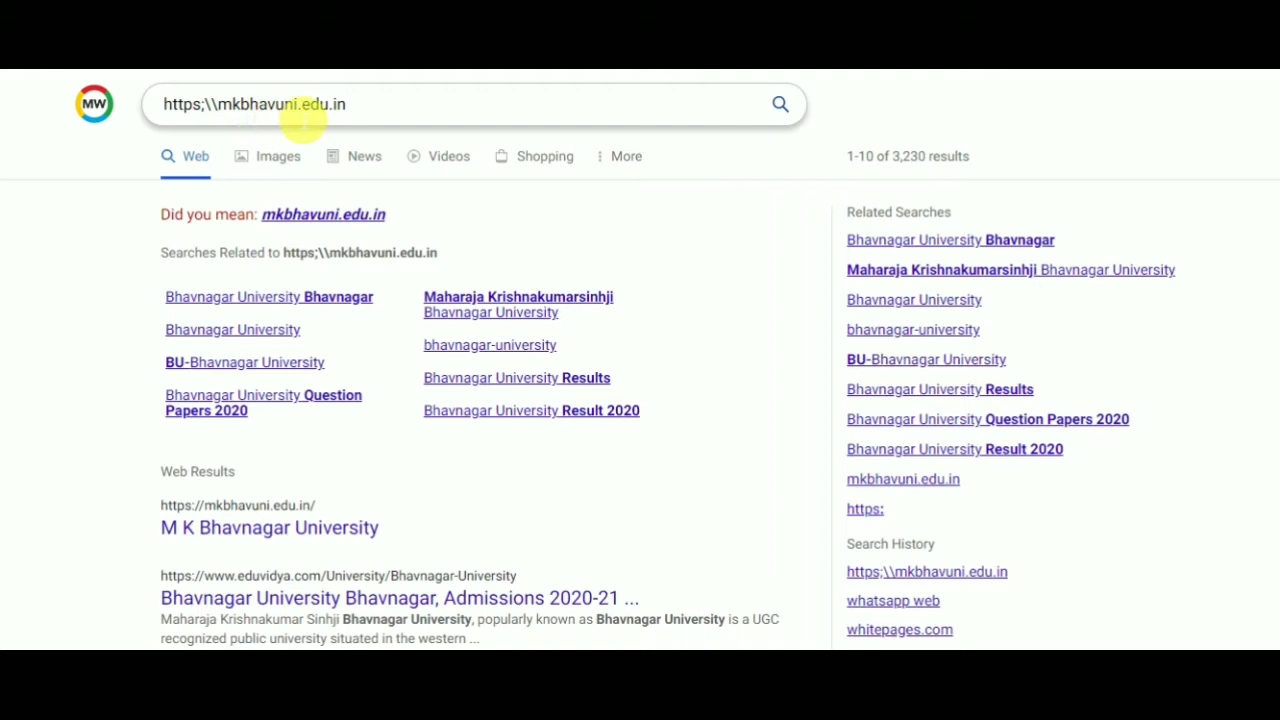 MW
https;\\mkbhavuni.edu.in
Web Images News Videos Shopping More
1-10 of 3,230 results
Did you mean: mkbhavuni.edu.in
Searches Related to https;\\mkbhavuni.edu.in
Bhavnagar University Bhavnagar
Bhavnagar University
BU-Bhavnagar University
Bhavnagar University Question
Papers 2020
Maharaja Krishnakumarsinhji
Bhavnagar University
bhavnagar-university
Bhavnagar University Results
Bhavnagar University Result 2020
Web Results
https://mkbhavuni.edu.in/
M K Bhavnagar University
https://www.eduvidya.com/University/Bhavnagar-University
Bhavnagar University Bhavnagar, Admissions 2020-21 ...
Maharaja Krishnakumar Sinhji Bhavnagar University, popularly known as Bhavnagar University is a UGC
recognized public university situated in the western ...
Related Searches
Bhavnagar University Bhavnagar
Maharaja Krishnakumarsinhji Bhavnagar University
Bhavnagar University
bhavnagar-university
BU-Bhavnagar University
Bhavnagar University Results
Bhavnagar University Question Papers 2020
Bhavnagar University Result 2020
mkbhavuni.edu.in
https:
Search History
https;\\mkbhavuni.edu.in
whatsapp web
whitepages.com